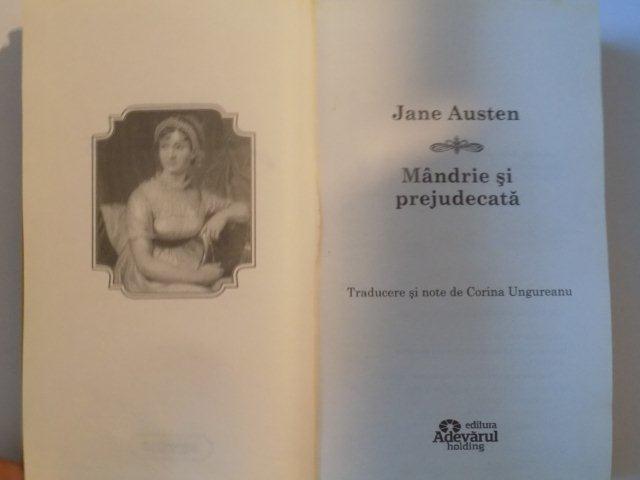 Jane Austen
Mândrie şi
prejudecată
Traducere şi note de Corina Ungureanu
editura
Adevărul
holding